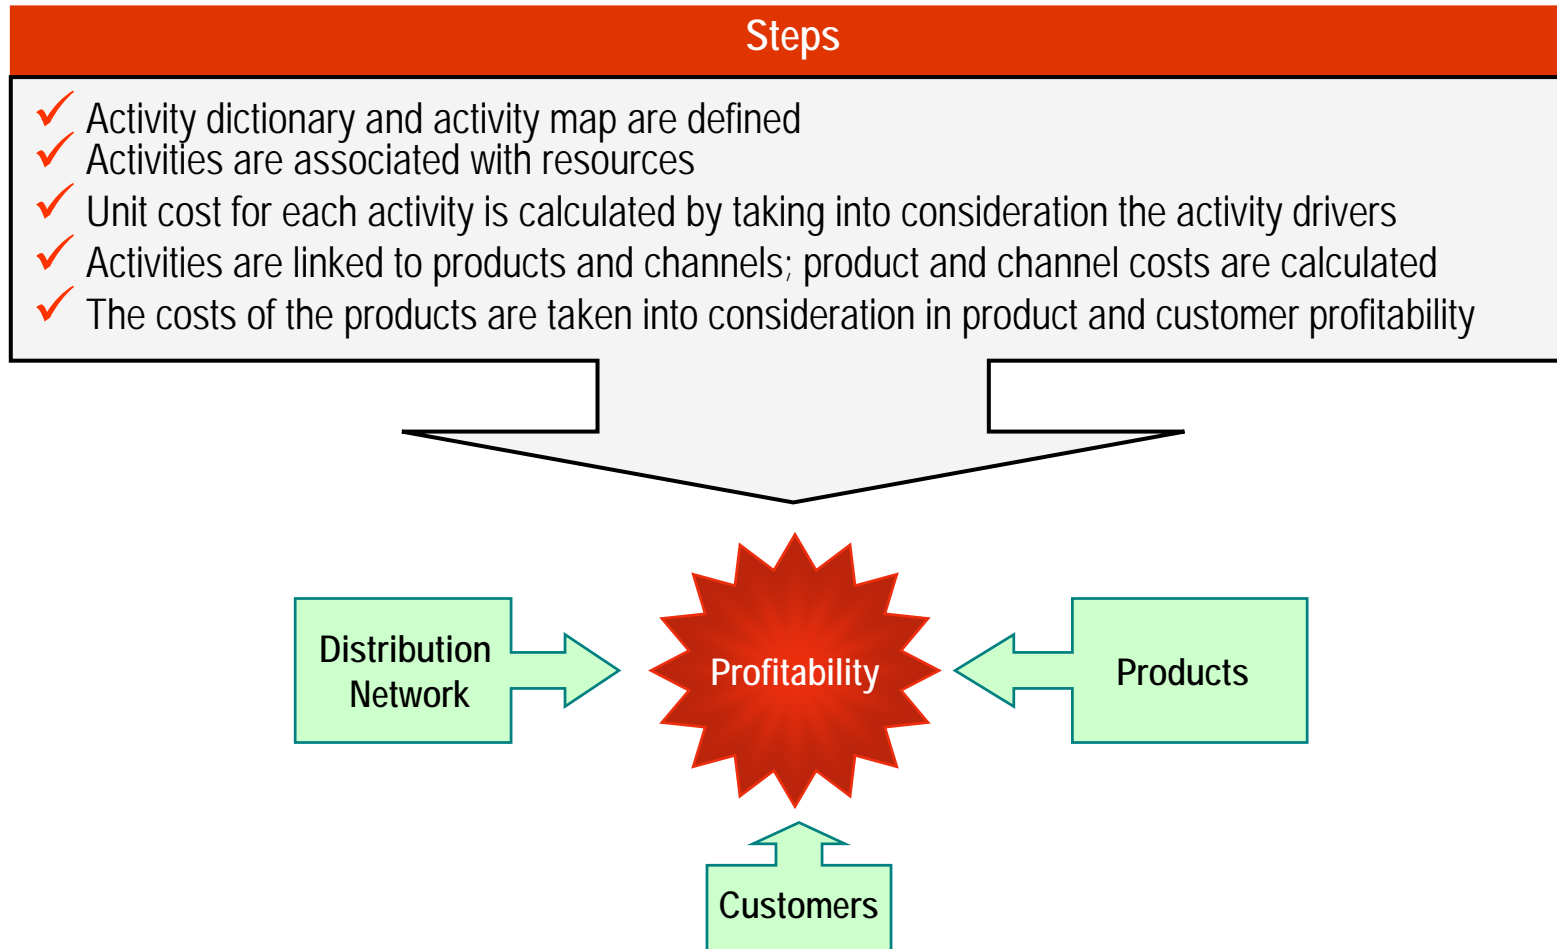 Steps
Activity dictionary and activity map are defined
Activities are associated with resources
Unit cost for each activity is calculated by taking into consideration the activity drivers
Activities are linked to products and channels; product and channel costs are calculated
The costs of the products are taken into consideration in product and customer profitability
Distribution
Network
Profitability
Products
Customers